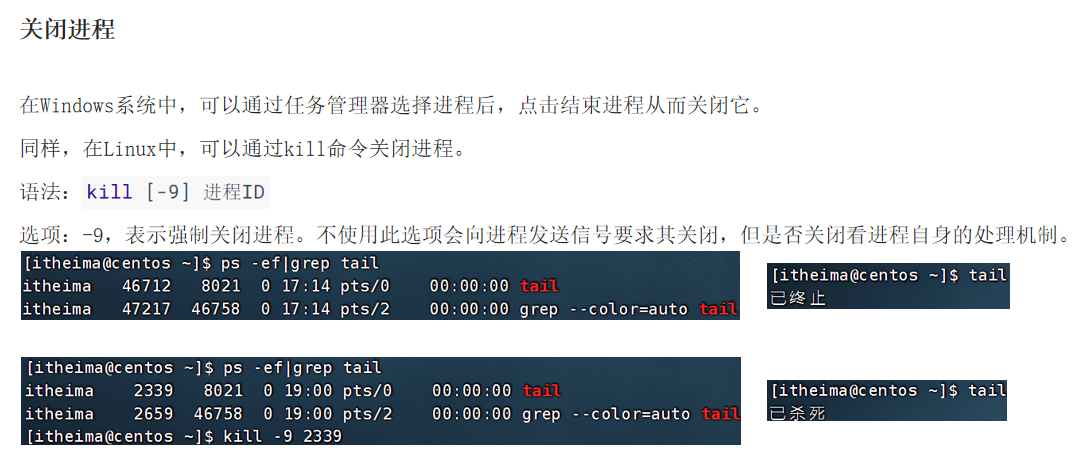 关闭进程
在Windows系统中，可以通过任务管理器选择进程后，点击结束进程从而关闭它。
同样，在Linux中，可以通过kill命令关闭进程。
语法：kill [-9] 进程ID
选项：-9，表示强制关闭进程。不使用此选项会向进程发送信号要求其关闭，但是否关闭看进程自身的处理机制。
[itheima@centos ~]$ ps -ef|grep tail
itheima 46712 8021 0 17:14 pts/0 00:00:00 tail
itheima 47217 46758 0 17:14 pts/2 00:00:00 grep --color=auto tail
[itheima@centos ~]$ tail
已终止
[itheima@centos ~]$ ps -ef|grep tail
itheima 2339 8021 0 19:00 pts/0 00:00:00 tail
itheima 2659 46758 0 19:00 pts/2 00:00:00 grep --color=auto tail
[itheima@centos ~]$ kill -9 2339
[itheima@centos ~]$ tail
已杀死